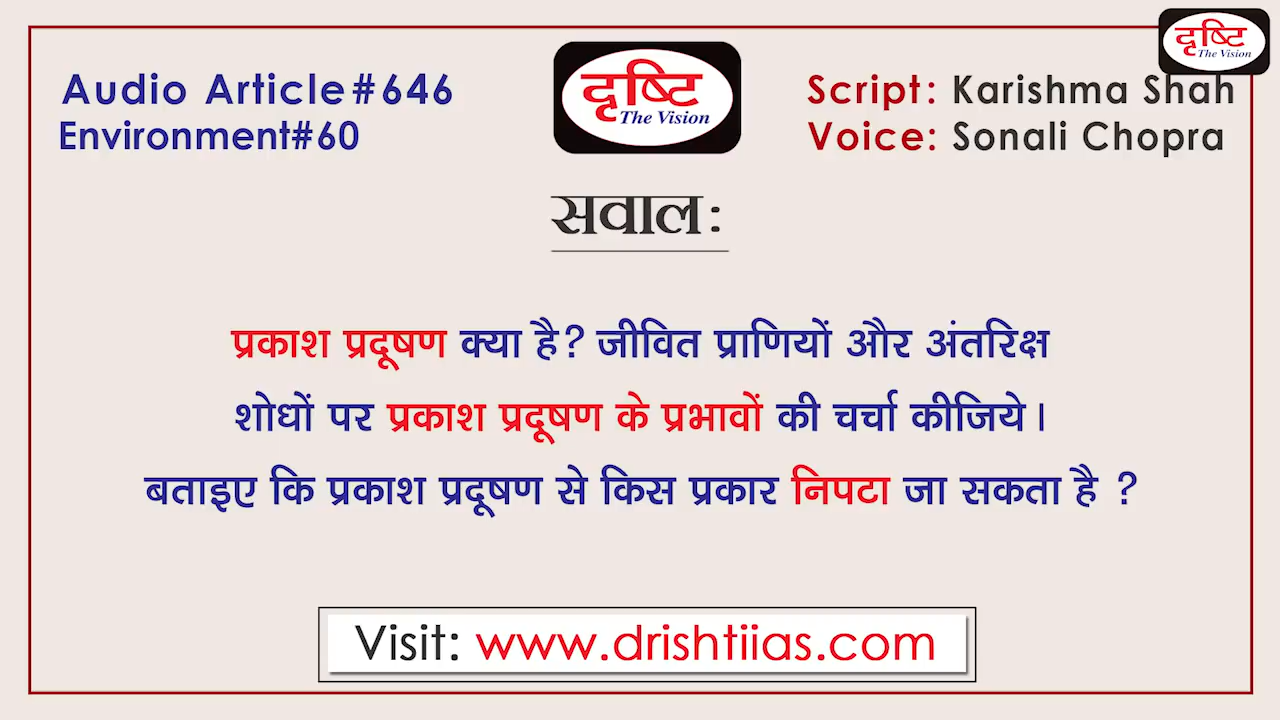 दृष्टि
The Vision
Audio Article#646
Environment#60
दृष्टि
The Vision
Script: Karishma Shah
Voice: Sonali Chopra
सवाल:
प्रकाश प्रदूषण क्या है? जीवित प्राणियों और अंतरिक्ष
शोधों पर प्रकाश प्रदूषण के प्रभावों की चर्चा कीजिये।
बताइए कि प्रकाश प्रदूषण से किस प्रकार निपटा जा सकता है ?
Visit: www.drishtiias.com